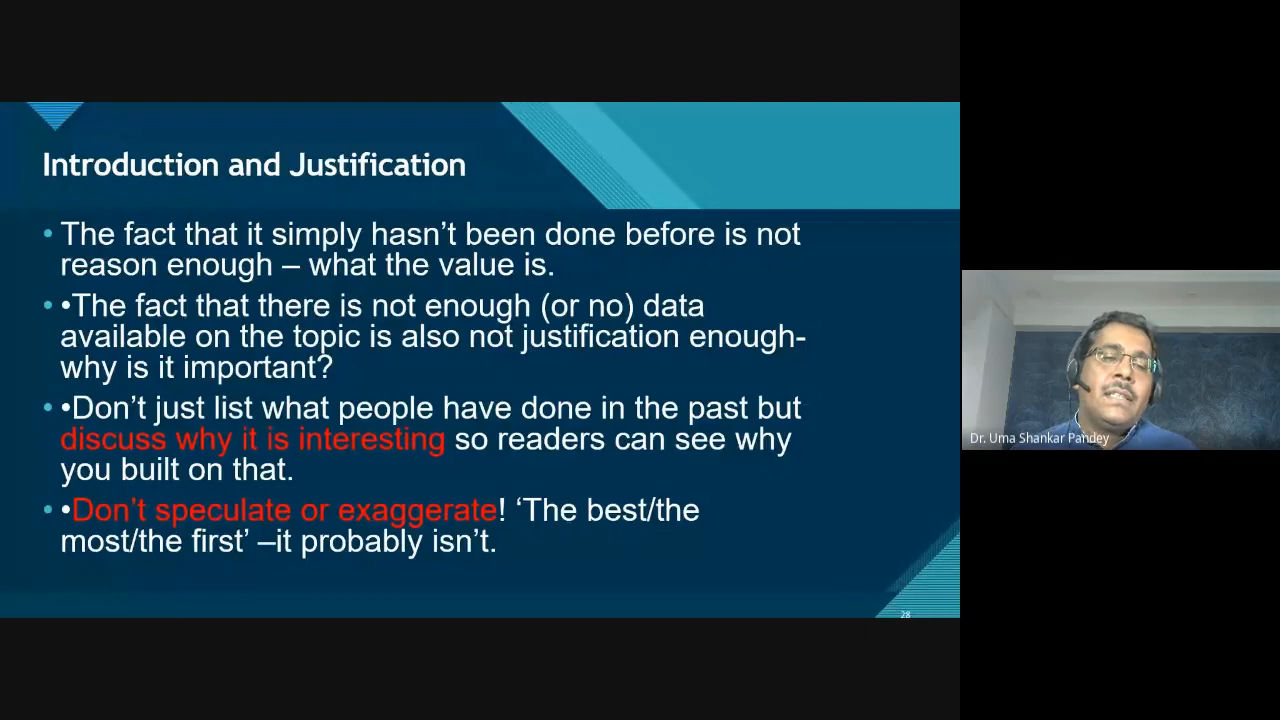 Introduction and Justification
• The fact that it simply hasn’t been done before is not
reason enough – what the value is.
• •The fact that there is not enough (or no) data
available on the topic is also not justification enough-
why is it important?
• •Don’t just list what people have done in the past but
discuss why it is interesting so readers can see why
you built on that.
• •Don’t speculate or exaggerate! ‘The best/the
most/the first’ –it probably isn’t.
28
Dr. Uma Shankar Pandey